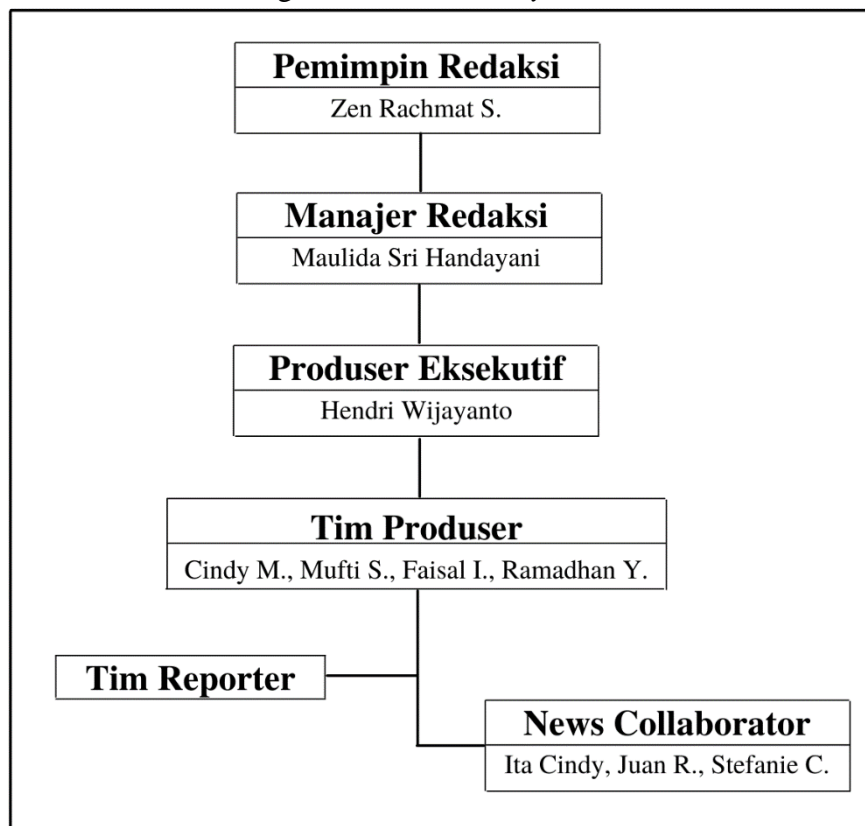 Pemimpin Redaksi
Zen Rachmat S.
Manajer Redaksi
Maulida Sri Handayani
Produser Eksekutif
Hendri Wijayanto
Tim Produser
Cindy M., Mufti S., Faisal I., Ramadhan Y.
Tim Reporter
News Collaborator
Ita Cindy, Juan R., Stefanie C.